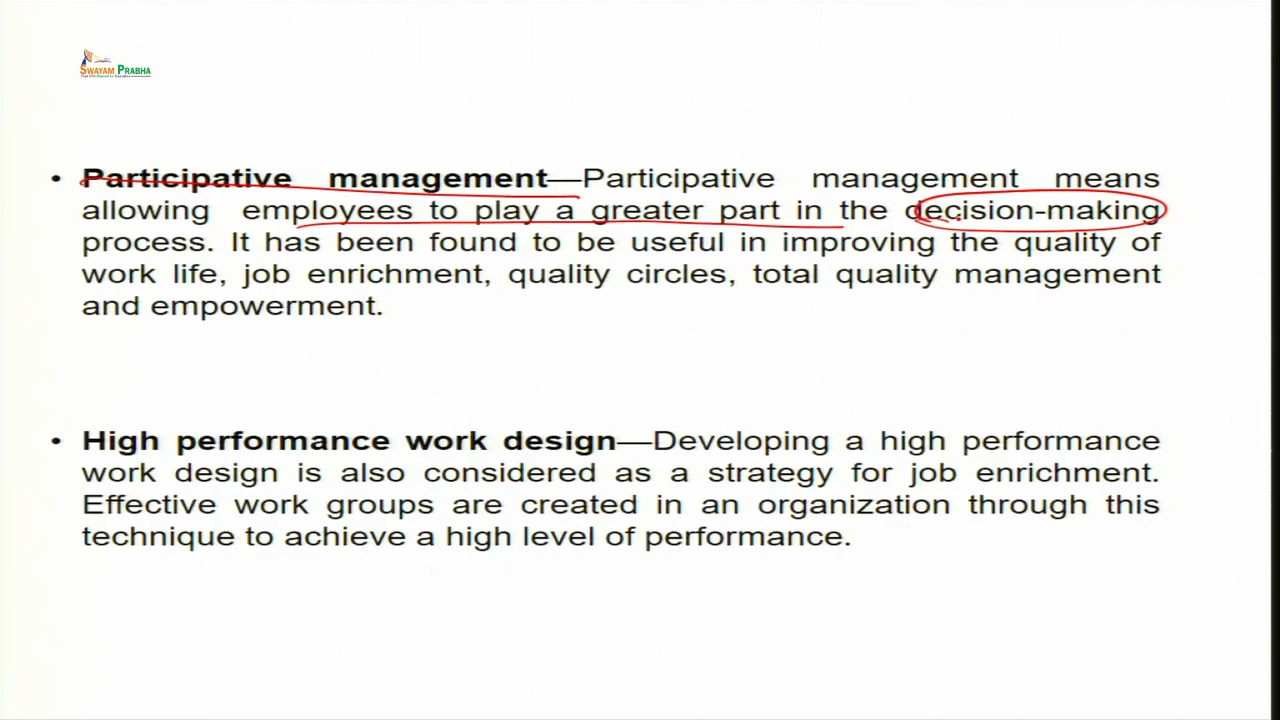 SWAYAM PRABHA
• Participative management—Participative management means
allowing employees to play a greater part in the decision-making
process. It has been found to be useful in improving the quality of
work life, job enrichment, quality circles, total quality management
and empowerment.
• High performance work design—Developing a high performance
work design is also considered as a strategy for job enrichment.
Effective work groups are created in an organization through this
technique to achieve a high level of performance.